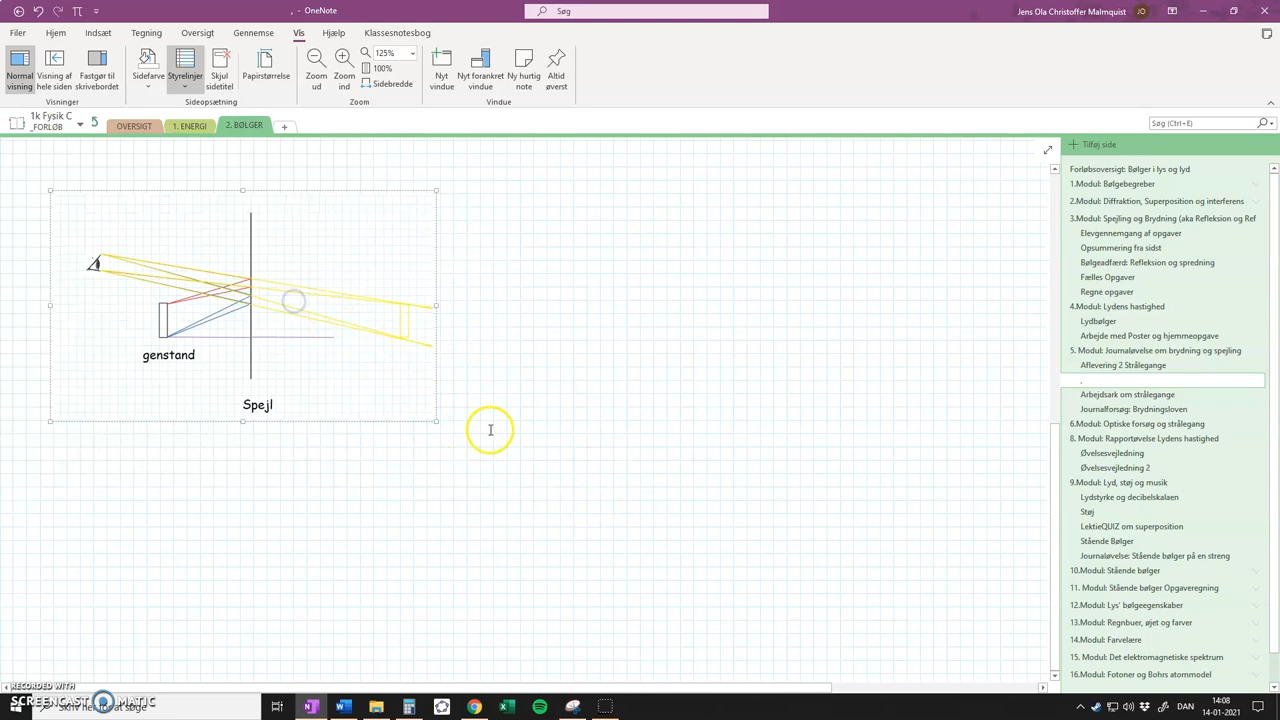 , - OneNote
Søg
Jens Ola Christoffer Malmquist JO
Filer Hjem Indsæt Tegning Oversigt Gennemse Vis Hjælp Klassenotesbog
Normal visning
Visning af hele siden
Fastgør til skrivebordet
Sidefarve
Styrelinjer
Skjul sidetitel
Papirstørrelse
Zoom ud
Zoom ind
125%
100%
Sidebredde
Nyt vindue
Nyt forankret vindue
Ny hurtig note
Altid øverst
Visninger Sideopsætning Zoom Vindue
1k Fysik C _FORLØB
OVERSIGT 1. ENERGI 2. BØLGER
Søg (Ctrl+E)
Tilføj side
genstand
Spejl
Forløbsoversigt: Bølger i lys og lyd
1.Modul: Bølgebegreber
2.Modul: Diffraktion, Superposition og interferens
3.Modul: Spejling og Brydning (aka Refleksion og Ref
Elevgennemgang af opgaver
Opsummering fra sidst
Bølgeadfærd: Refleksion og spredning
Fælles Opgaver
Regne opgaver
4.Modul: Lydens hastighed
Lydbølger
Arbejde med Poster og hjemmeopgave
5. Modul: Journaløvelse om brydning og spejling
Aflevering 2 Strålegange
.
Arbejdsark om strålegange
Journalforsøg: Brydningsloven
6.Modul: Optiske forsøg og strålegang
8. Modul: Rapportøvelse Lydens hastighed
Øvelsesvejledning
Øvelsesvejledning 2
9.Modul: Lyd, støj og musik
Lydstyrke og decibelskalaen
Støj
LektieQUIZ om superposition
Stående Bølger
Journaløvelse: Stående bølger på en streng
10.Modul: Stående bølger
11. Modul: Stående bølger Opgaveregning
12.Modul: Lys' bølgeegenskaber
13.Modul: Regnbuer, øjet og farver
14.Modul: Farvelære
15. Modul: Det elektromagnetiske spektrum
16.Modul: Fotoner og Bohrs atommodel
RECORDED WITH
SCREENCAST MATIC
DAN
14:08
14-01-2021